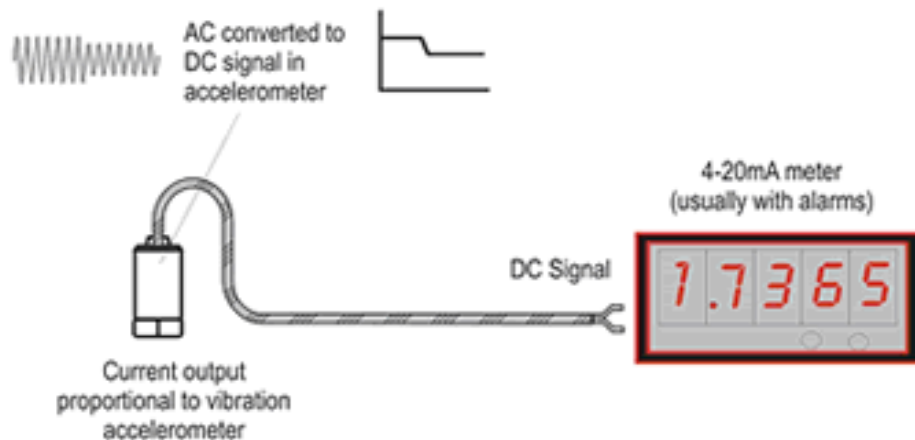 AC converted to
DC signal in
accelerometer
4-20mA meter
(usually with alarms)
DC Signal
1.7365
Current output
proportional to vibration
accelerometer